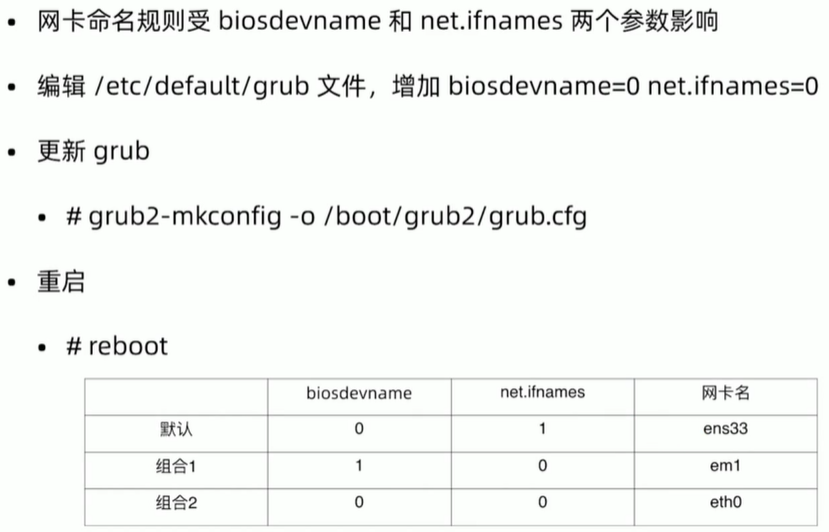 • 网卡命名规则受 biosdevname 和 net.ifnames 两个参数影响
• 编辑 /etc/default/grub 文件，增加 biosdevname=0 net.ifnames=0
• 更新 grub
• # grub2-mkconfig -o /boot/grub2/grub.cfg
• 重启
• # reboot
biosdevname net.ifnames 网卡名
默认 0 1 ens33
组合1 1 0 em1
组合2 0 0 eth0